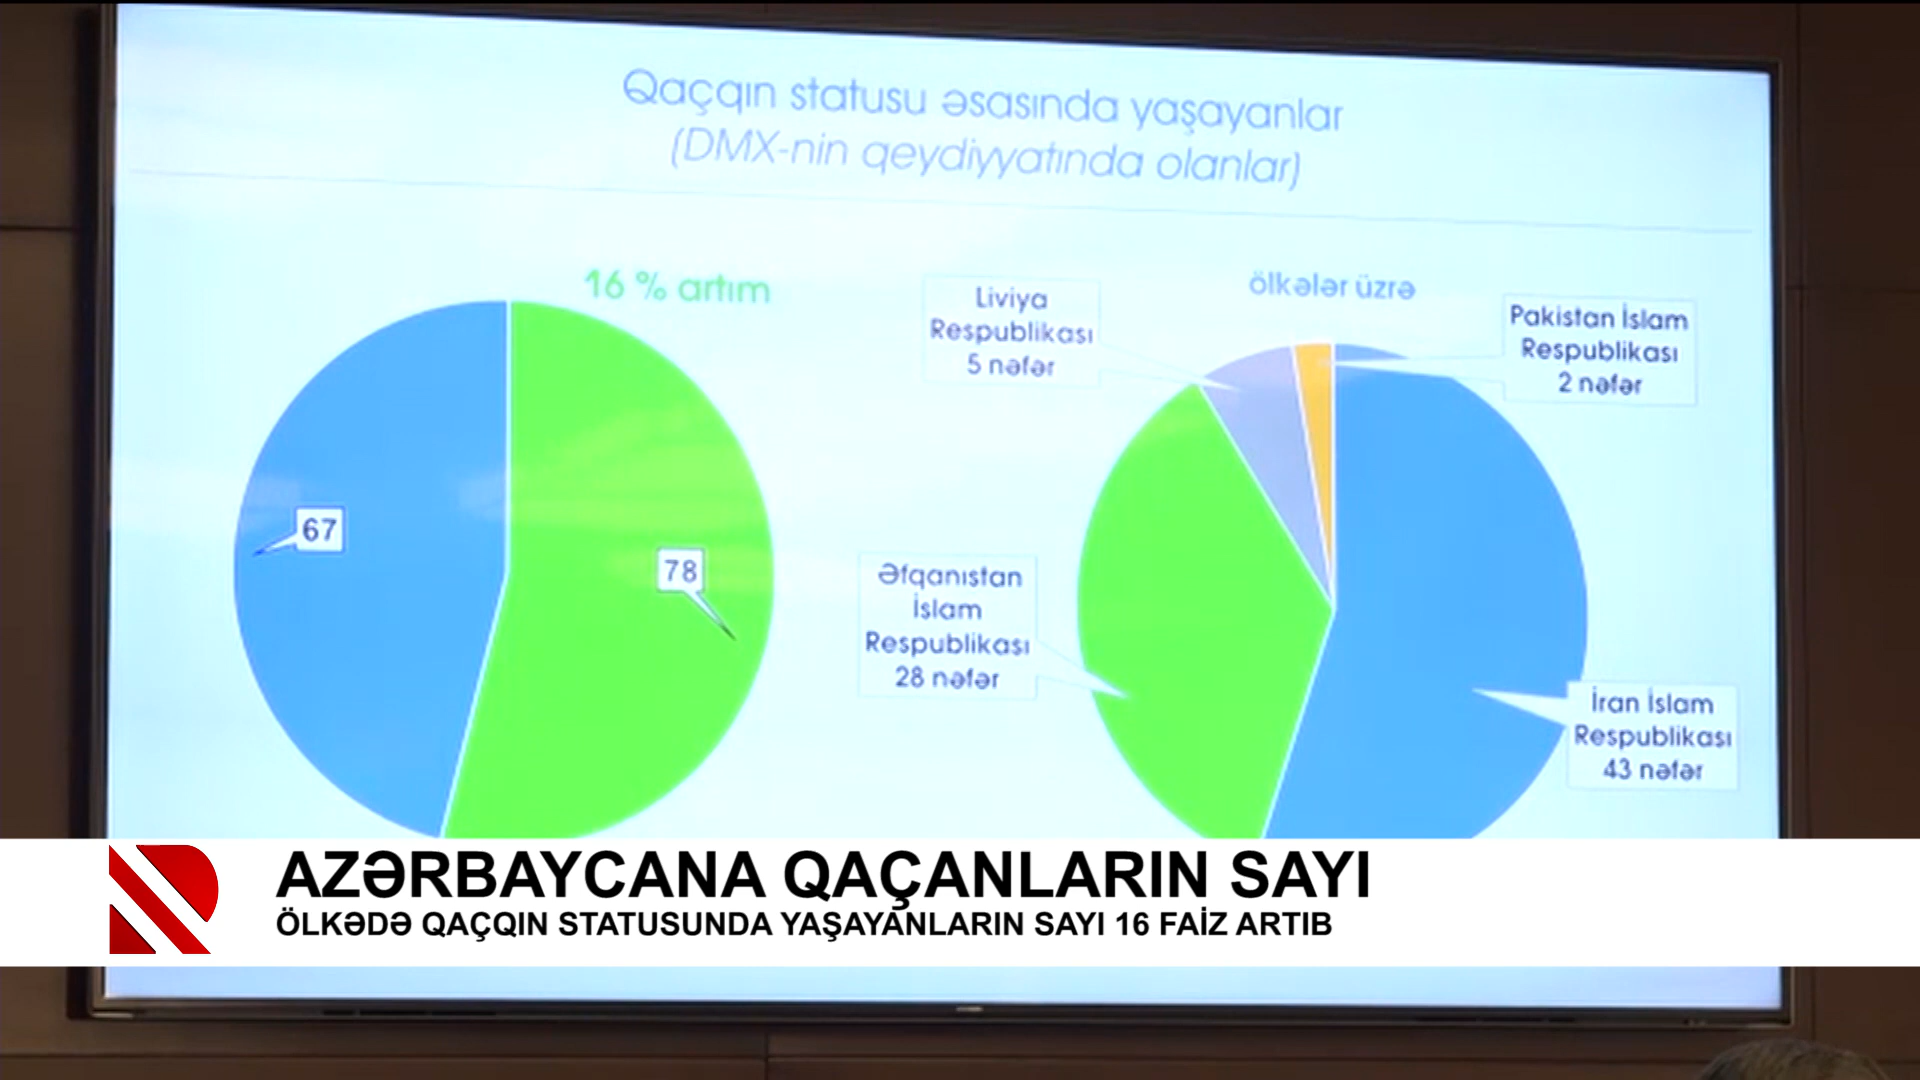 Qaçqın statusu əsasında yaşayanlar
(DMX-nin qeydiyyatında olanlar)
16 % artım
67
78
ölkələr üzrə
Liviya
Respublikası
5 nəfər
Pakistan İslam
Respublikası
2 nəfər
Əfqanıstan
İslam
Respublikası
28 nəfər
İran İslam
Respublikası
43 nəfər
AZƏRBAYCANA QAÇANLARIN SAYI
ÖLKƏDƏ QAÇQIN STATUSUNDA YAŞAYANLARIN SAYI 16 FAİZ ARTIB